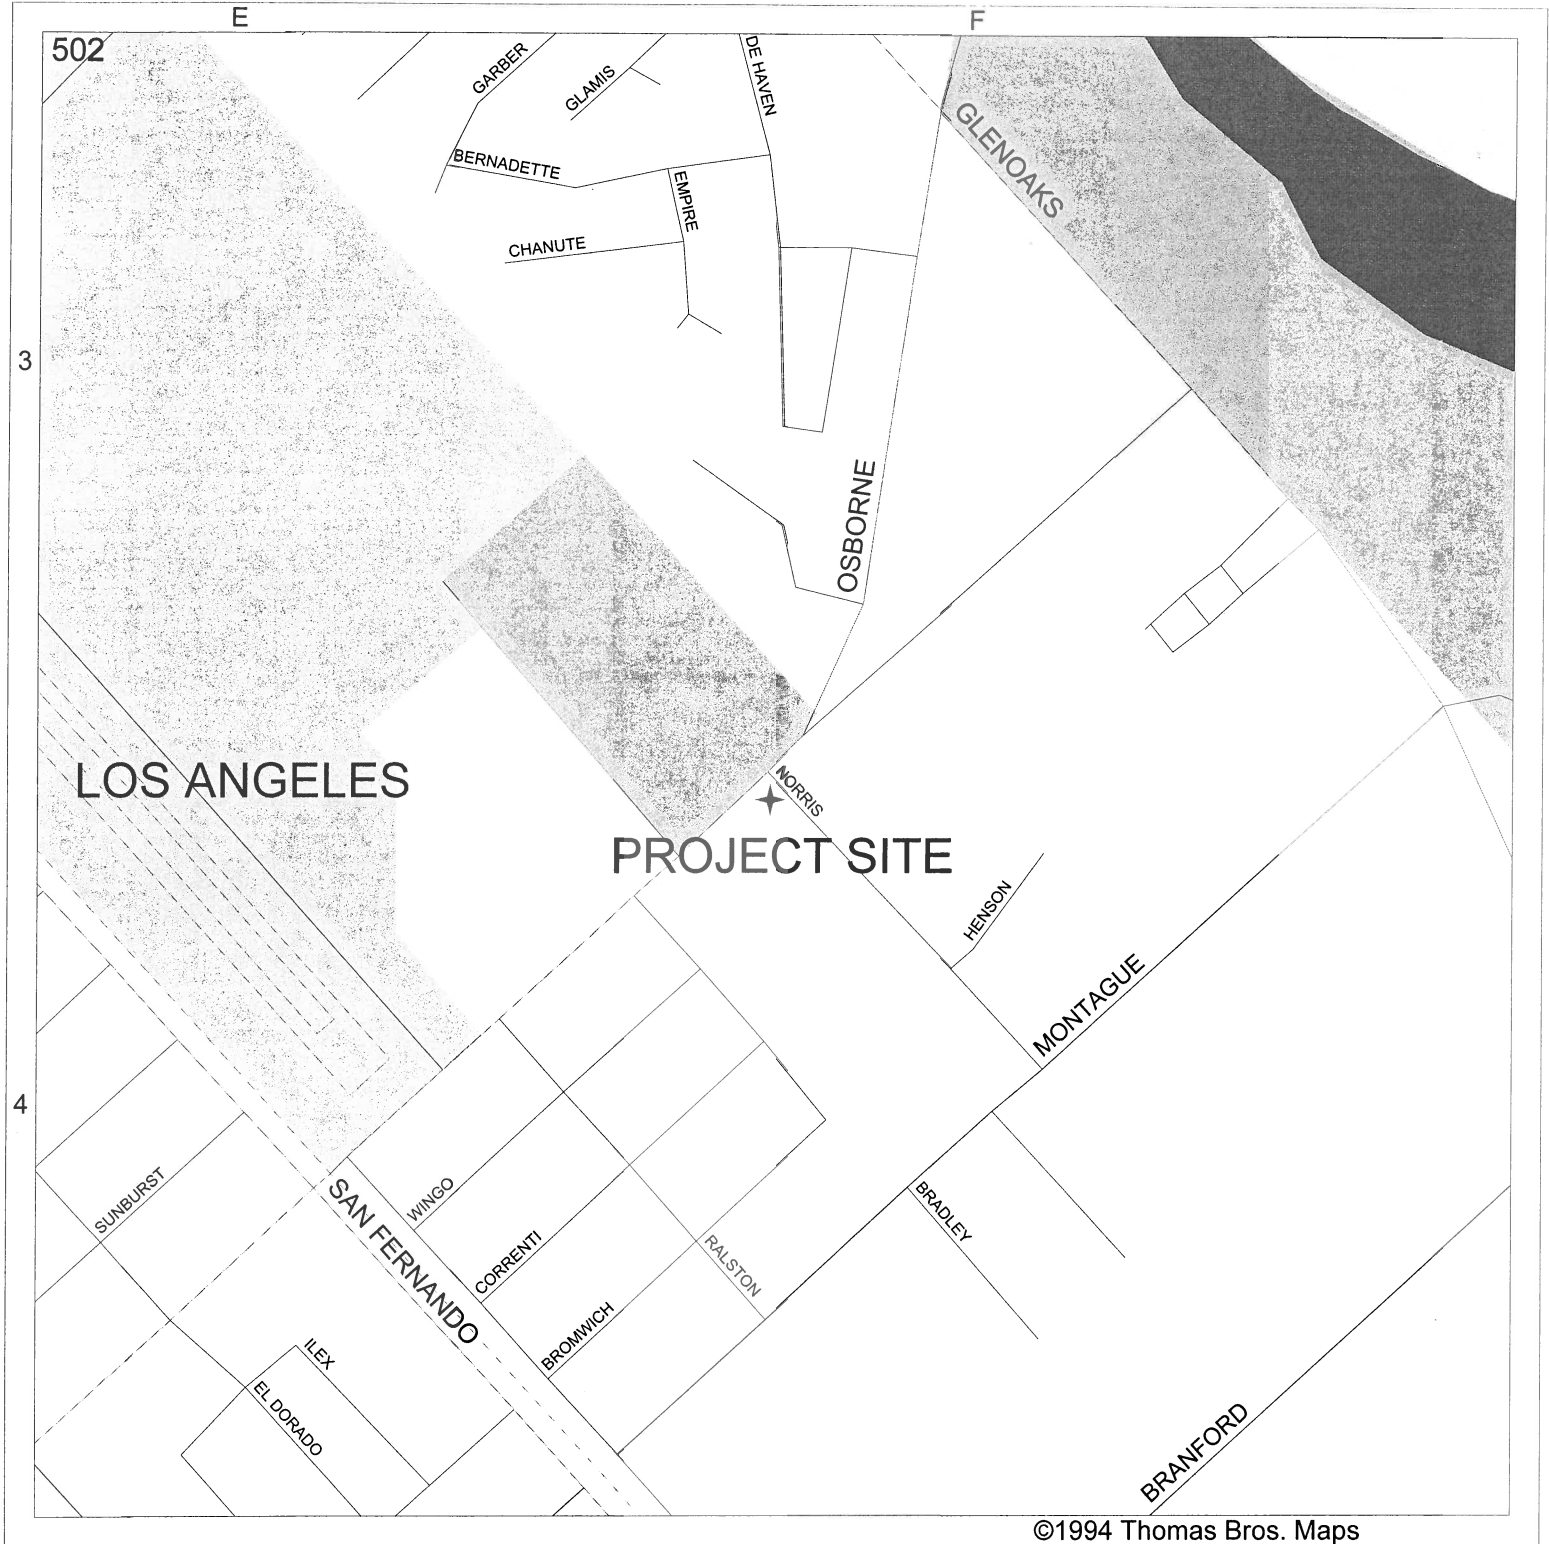 E
F
502
GARBER
GLAMIS
DE HAVEN
GLENOAKS
BERNADETTE
EMPIRE
CHANUTE
3
OSBORNE
LOS ANGELES
NORRIS
PROJECT SITE
HENSON
MONTAGUE
4
SUNBURST
SAN FERNANDO
WINGO
BRADLEY
CORRENTI
RALSTON
BROMWICH
ILEX
EL DORADO
BRANFORD
©1994 Thomas Bros. Maps